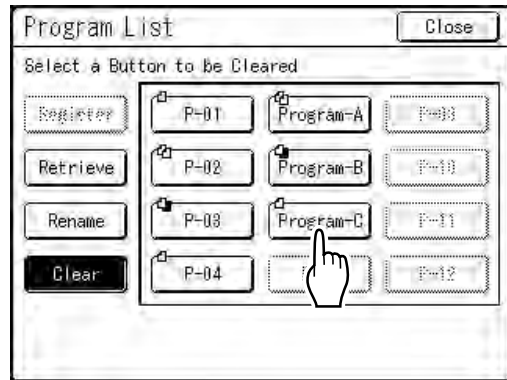 Program List
Close
Select a Button to be Cleared
Register P-01 Program-A P-09
Retrieve P-02 Program-B P-10
Rename P-03 Program-C P-11
Clear P-04 P-12